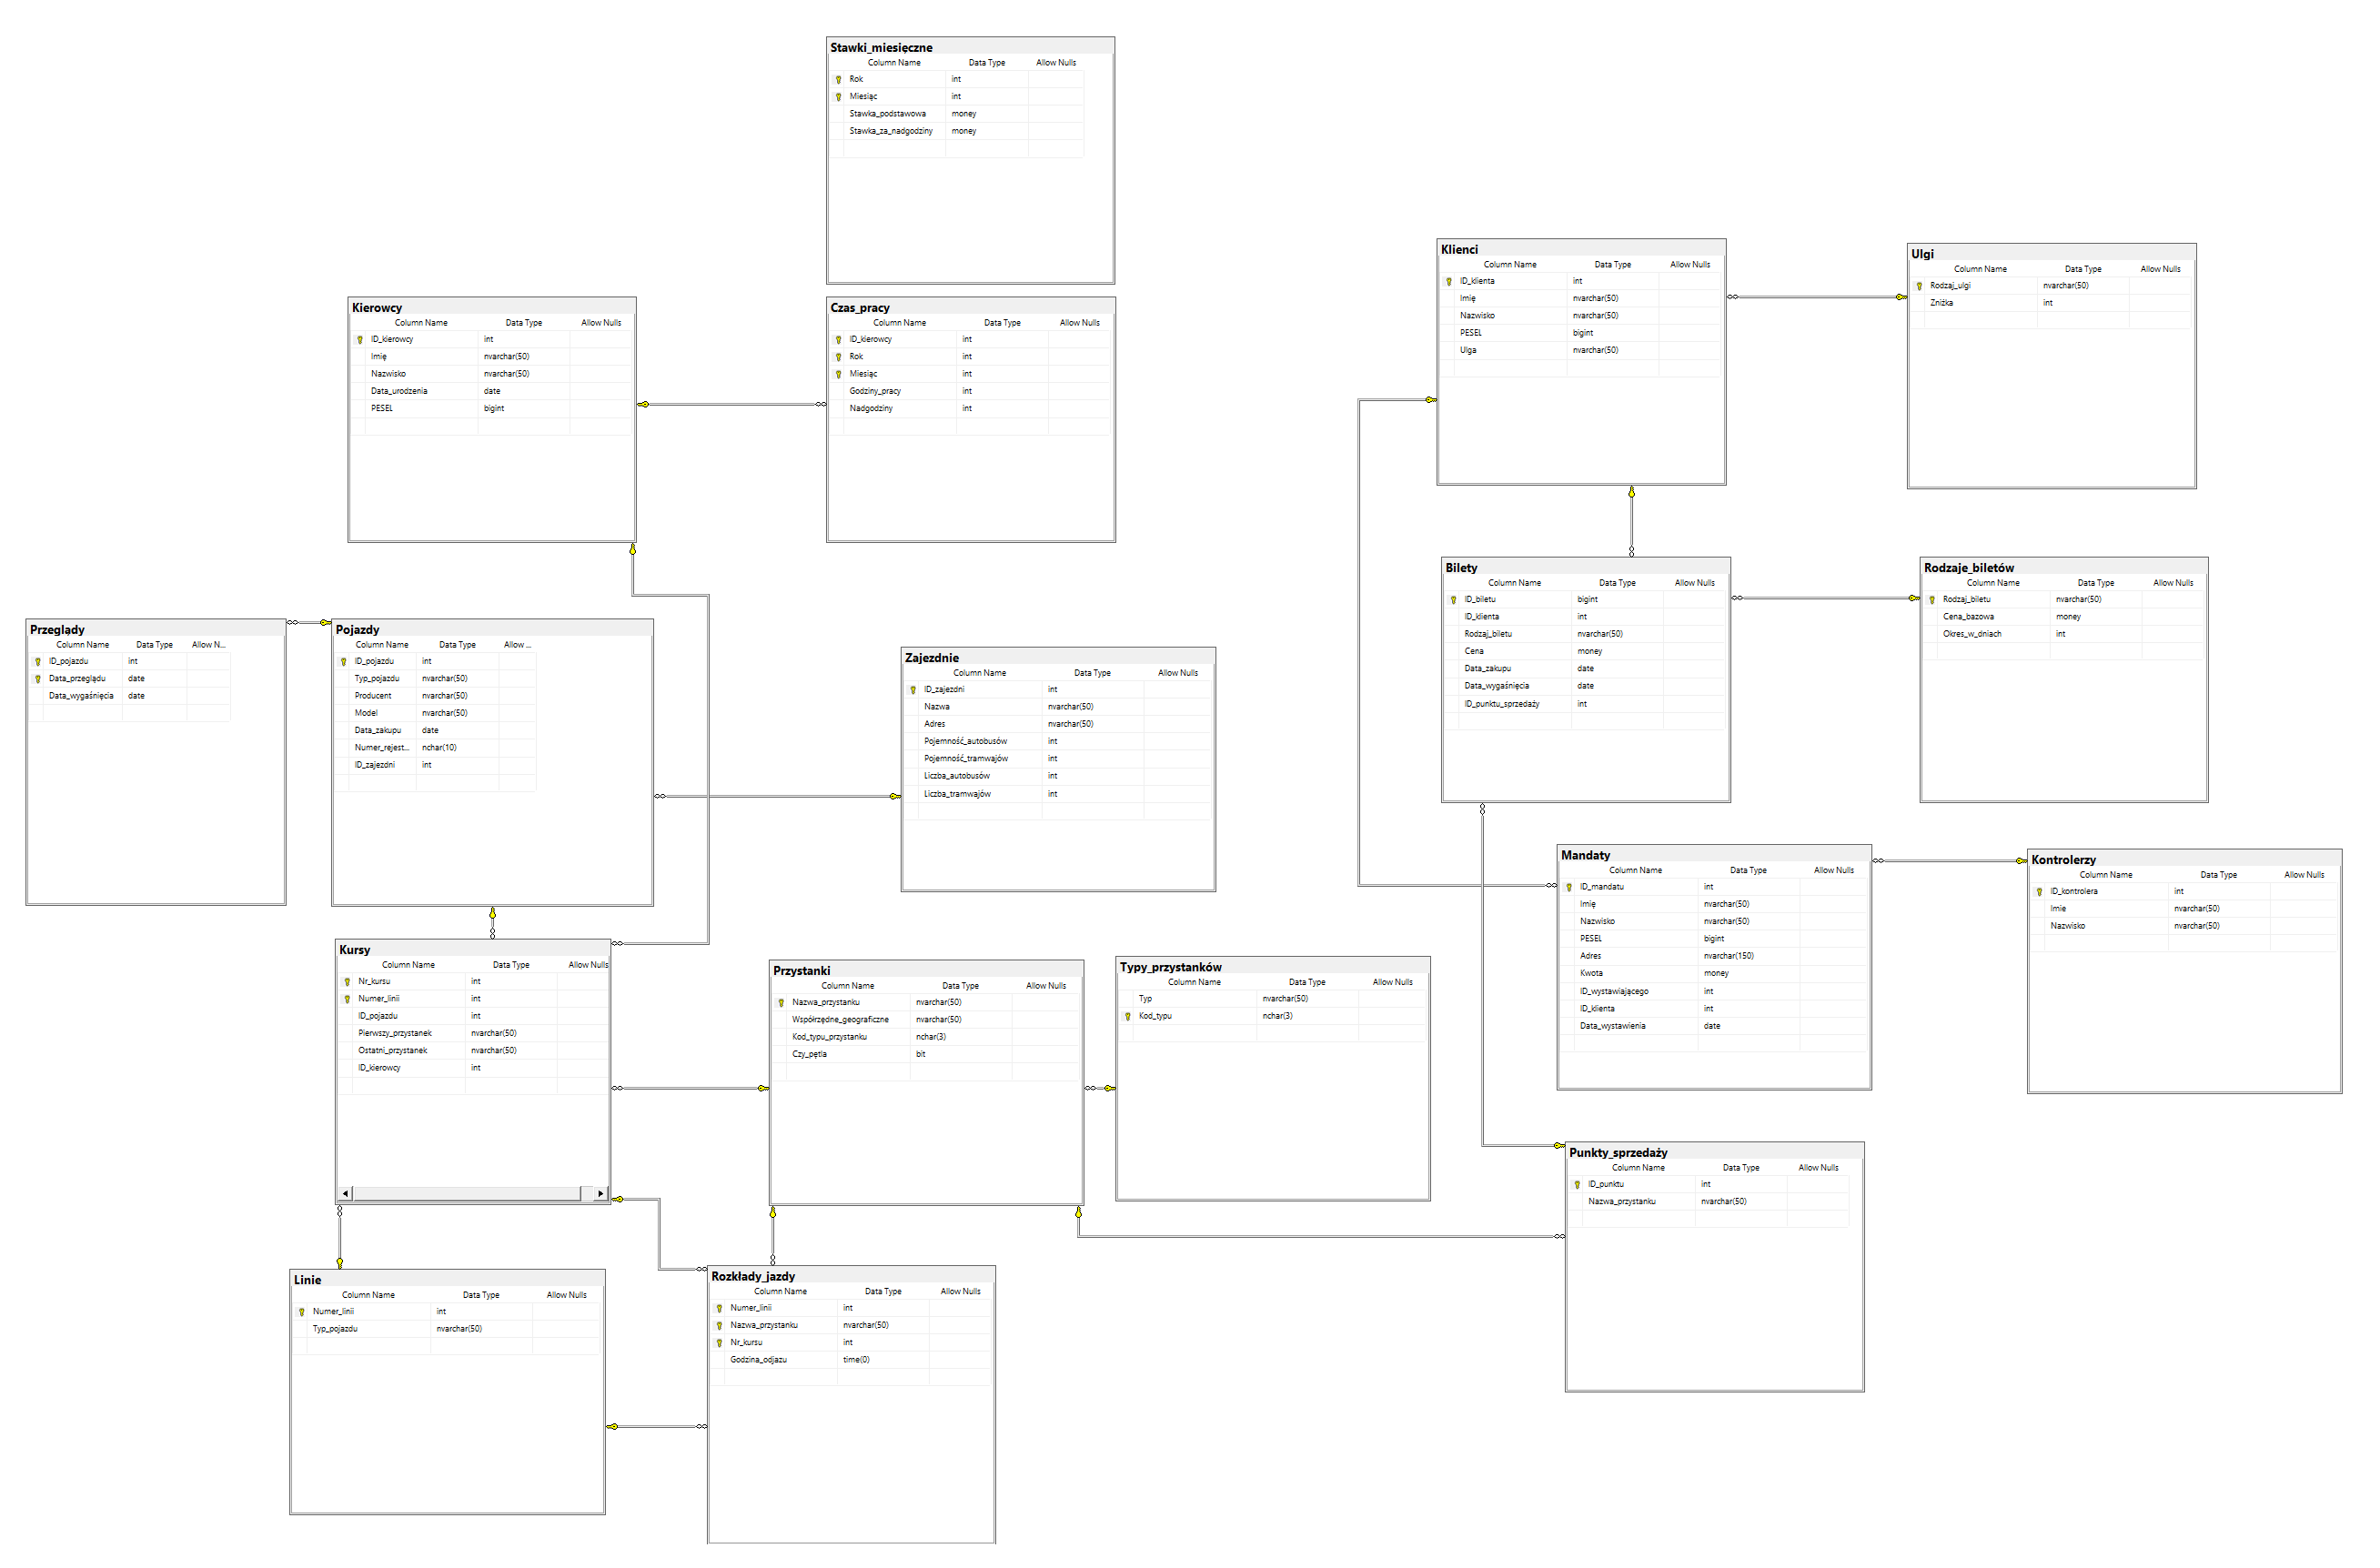 Stawki_miesięczne
Column Name Data Type Allow Nulls
Rok int
Miesiąc int
Stawka_podstawowa money
Stawka_za_nadgodziny money
Klienci
Column Name Data Type Allow Nulls
ID_klienta int
Imię nvarchar(50)
Nazwisko nvarchar(50)
PESEL bigint
Ulga nvarchar(50)
Ulgi
Column Name Data Type Allow Nulls
Rodzaj_ulgi nvarchar(50)
Zniżka int
Kierowcy
Column Name Data Type Allow Nulls
ID_kierowcy int
Imię nvarchar(50)
Nazwisko nvarchar(50)
Data_urodzenia date
PESEL bigint
Czas_pracy
Column Name Data Type Allow Nulls
ID_kierowcy int
Rok int
Miesiąc int
Godziny_pracy int
Nadgodziny int
Bilety
Column Name Data Type Allow Nulls
ID_biletu bigint
ID_klienta int
Rodzaj_biletu nvarchar(50)
Cena money
Data_zakupu date
Data_wygaśnięcia date
ID_punktu_sprzedaży int
Rodzaje_biletów
Column Name Data Type Allow Nulls
Rodzaj_biletu nvarchar(50)
Cena_bazowa money
Okres_w_dniach int
Przeglądy
Column Name Data Type Allow N...
ID_pojazdu int
Data_przeglądu date
Data_wygaśnięcia date
Pojazdy
Column Name Data Type Allow ...
ID_pojazdu int
Typ_pojazdu nvarchar(50)
Producent nvarchar(50)
Model nvarchar(50)
Data_zakupu date
Numer_rejest... nchar(10)
ID_zajezdni int
Zajezdnie
Column Name Data Type Allow Nulls
ID_zajezdni int
Nazwa nvarchar(50)
Adres nvarchar(50)
Pojemność_autobusów int
Pojemność_tramwajów int
Liczba_autobusów int
Liczba_tramwajów int
Mandaty
Column Name Data Type Allow Nulls
ID_mandatu int
Imię nvarchar(50)
Nazwisko nvarchar(50)
PESEL bigint
Adres nvarchar(150)
Kwota money
ID_wystawiającego int
ID_klienta int
Data_wystawienia date
Kontrolerzy
Column Name Data Type Allow Nulls
ID_kontrolera int
Imie nvarchar(50)
Nazwisko nvarchar(50)
Kursy
Column Name Data Type Allow Nulls
Nr_kursu int
Numer_linii int
ID_pojazdu int
Pierwszy_przystanek nvarchar(50)
Ostatni_przystanek nvarchar(50)
ID_kierowcy int
Przystanki
Column Name Data Type Allow Nulls
Nazwa_przystanku nvarchar(50)
Współrzędne_geograficzne nvarchar(50)
Kod_typu_przystanku nchar(3)
Czy_pętla bit
Typy_przystanków
Column Name Data Type Allow Nulls
Typ nvarchar(50)
Kod_typu nchar(3)
Punkty_sprzedaży
Column Name Data Type Allow Nulls
ID_punktu int
Nazwa_przystanku nvarchar(50)
Linie
Column Name Data Type Allow Nulls
Numer_linii int
Typ_pojazdu nvarchar(50)
Rozkłady_jazdy
Column Name Data Type Allow Nulls
Numer_linii int
Nazwa_przystanku nvarchar(50)
Nr_kursu int
Godzina_odjazu time(0)